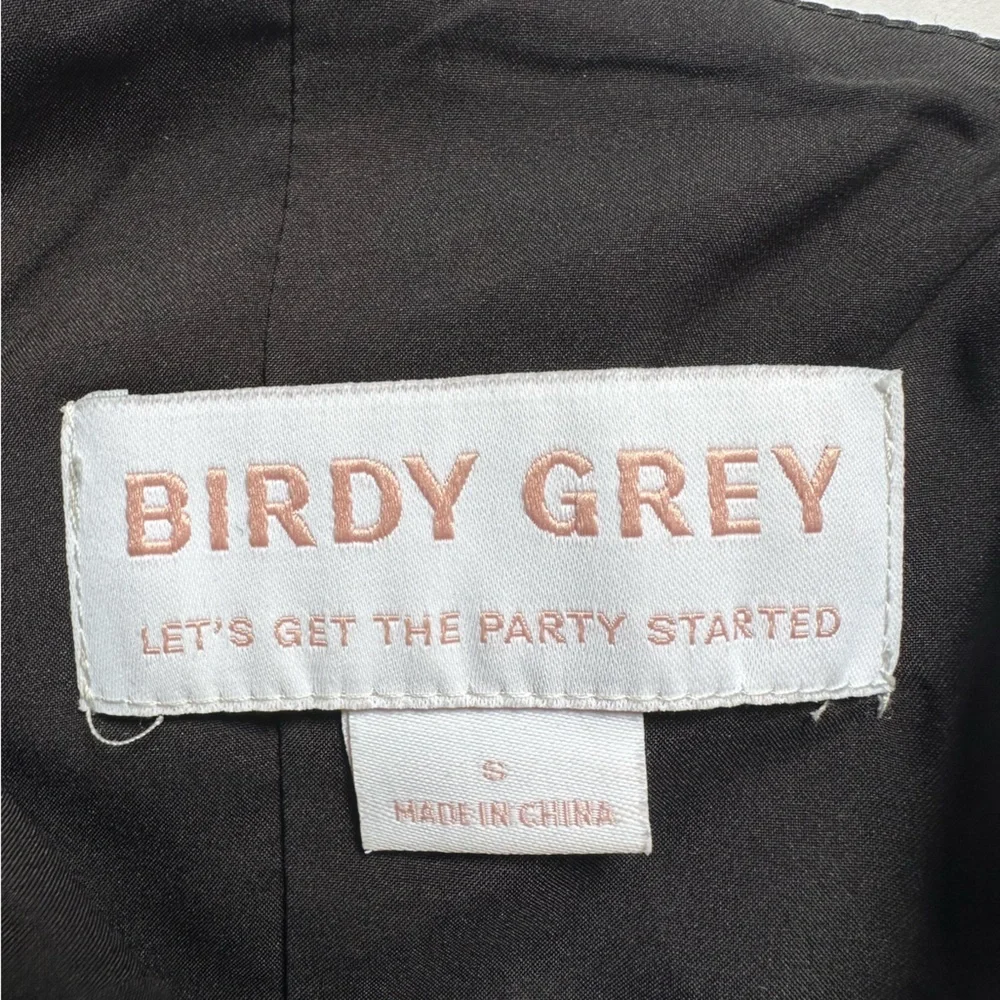 BIRDY GREY
LET'S GET THE PARTY STARTED
S
MADE IN CHINA